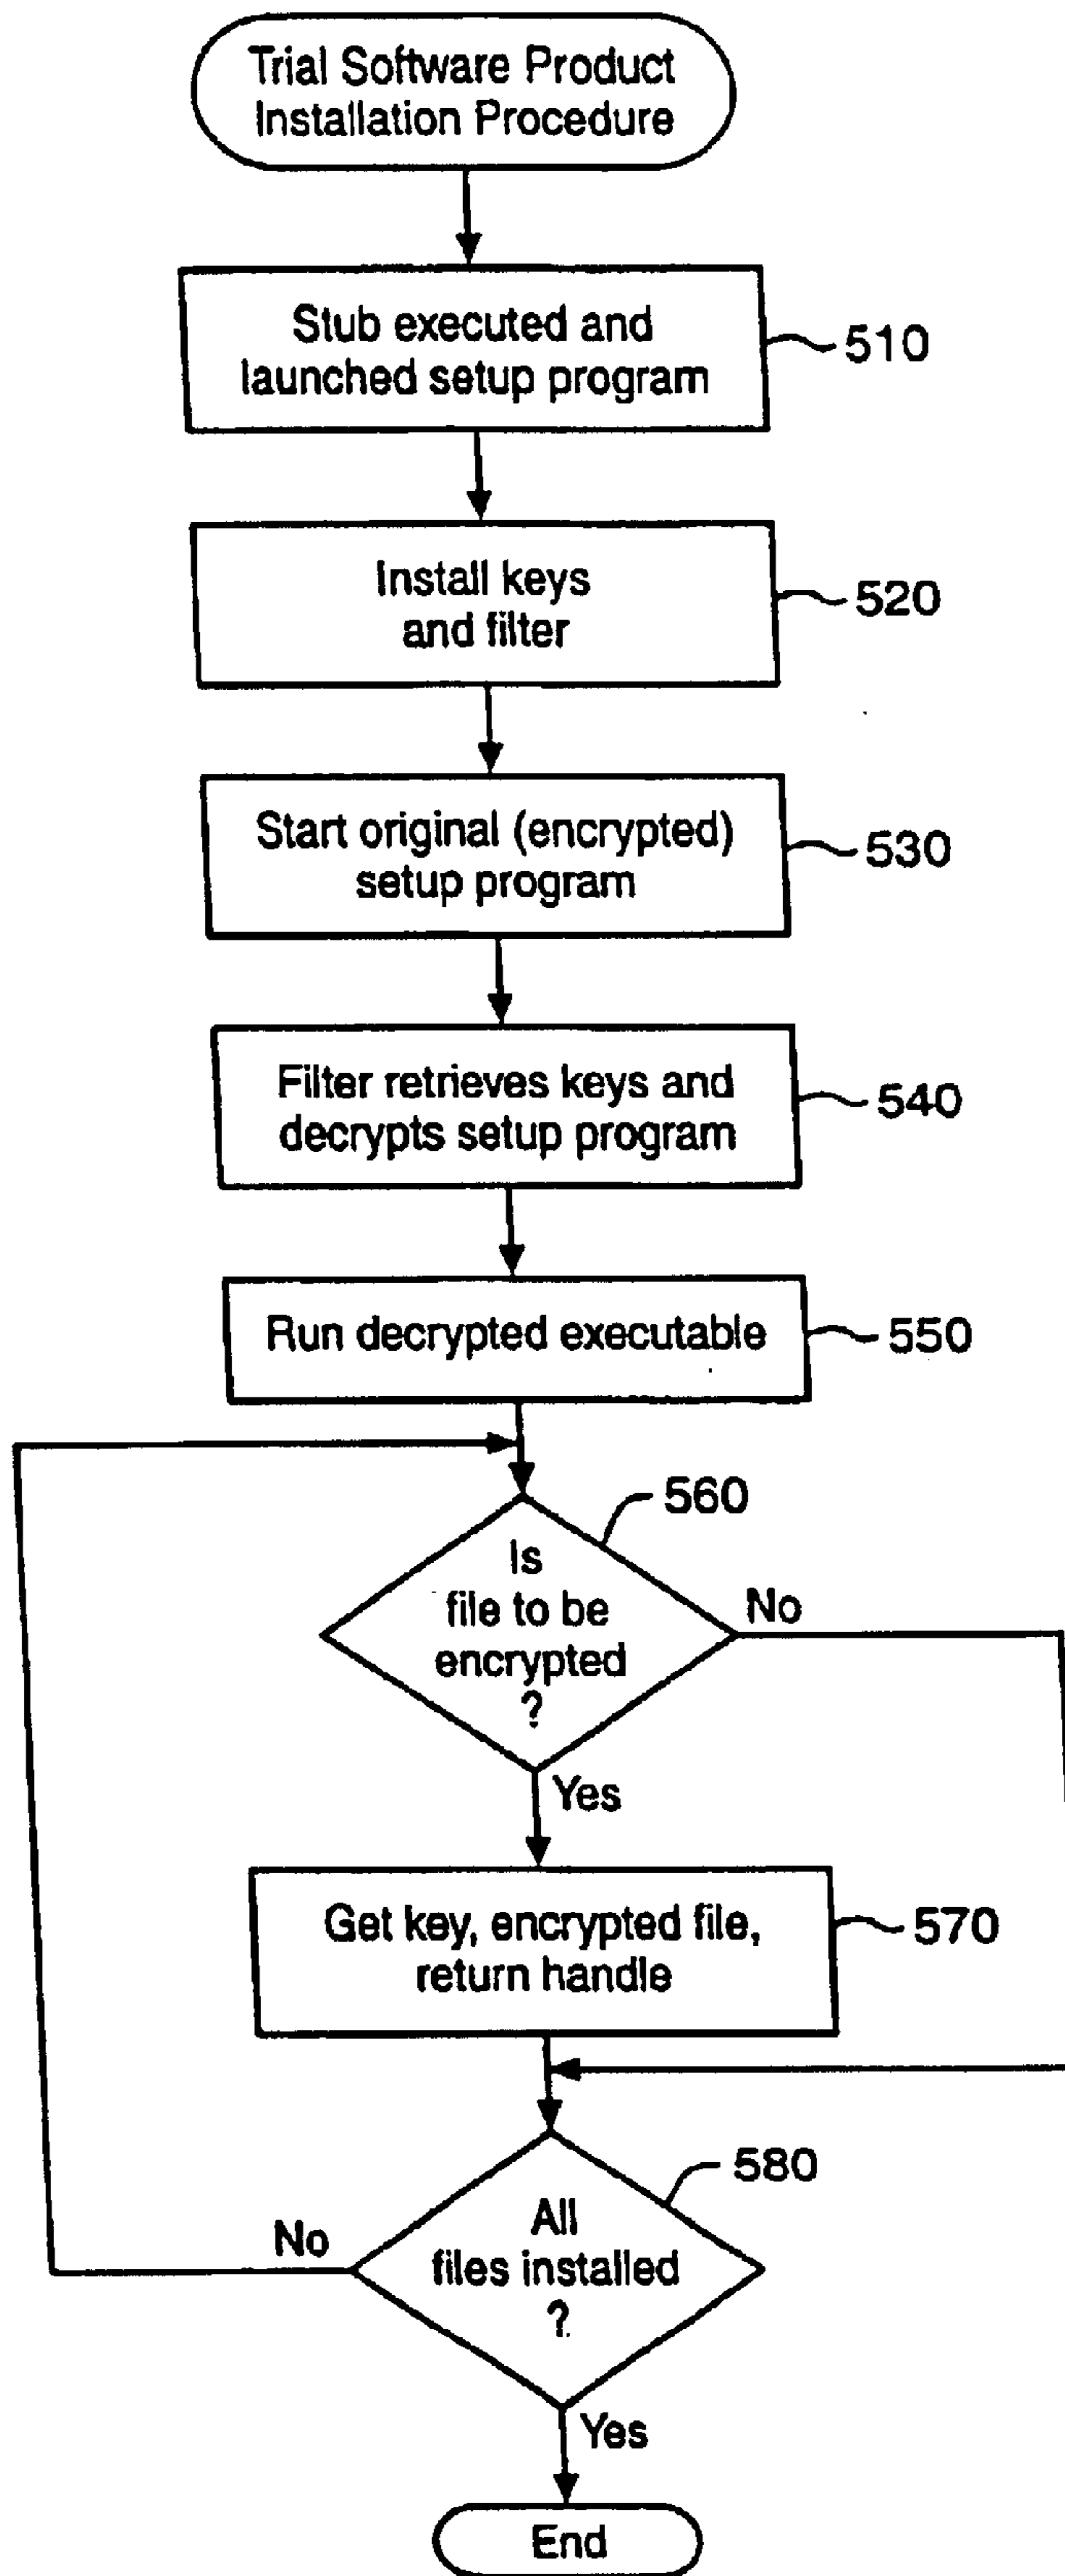 Trial Software Product
Installation Procedure
Stub executed and
launched setup program
510
Install keys
and filter
520
Start original (encrypted)
setup program
530
Filter retrieves keys and
decrypts setup program
540
Run decrypted executable
550
560
Is
file to be
encrypted
?
No
Yes
Get key, encrypted file,
return handle
570
580
All
files installed
?
No
Yes
End